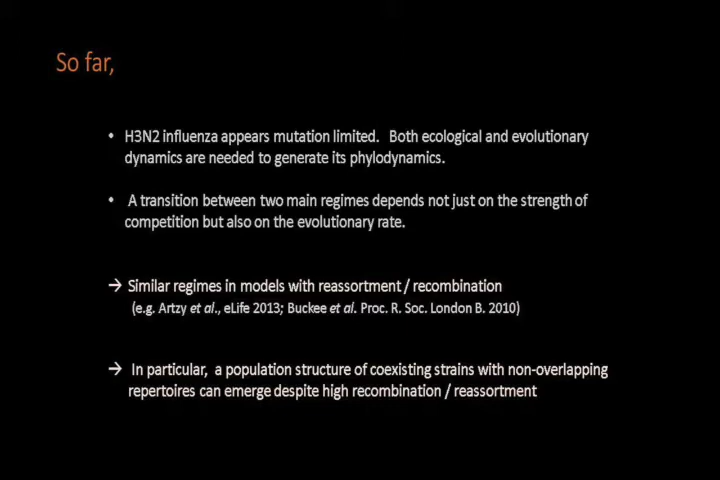 So far,
• H3N2 influenza appears mutation limited. Both ecological and evolutionary
dynamics are needed to generate its phylodynamics.
• A transition between two main regimes depends not just on the strength of
competition but also on the evolutionary rate.
→ Similar regimes in models with reassortment / recombination
(e.g. Artzy et al., eLife 2013; Buckee et al. Proc. R. Soc. London B. 2010)
→ In particular, a population structure of coexisting strains with non-overlapping
repertoires can emerge despite high recombination / reassortment